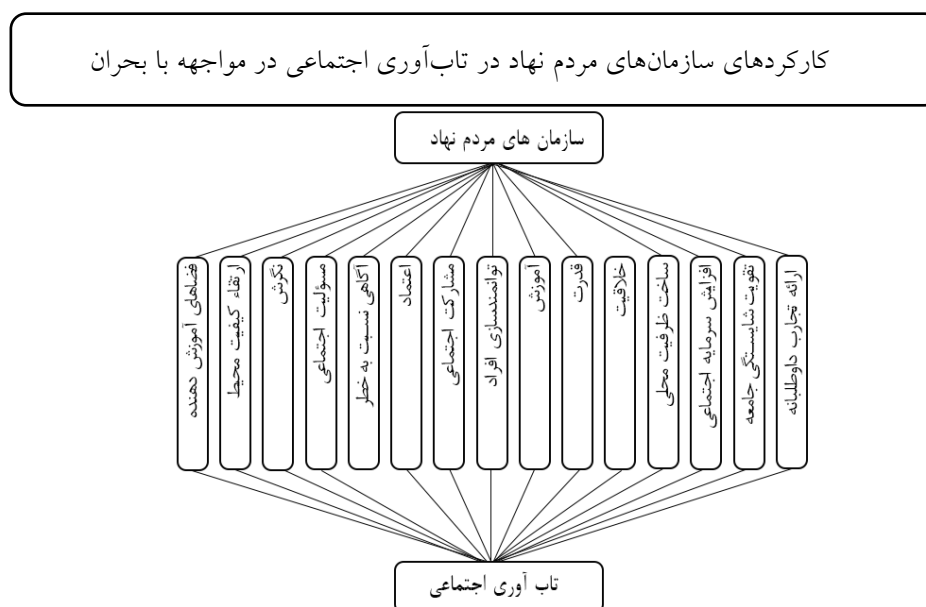 کارکردهای سازمان‌های مردم نهاد در تاب‌آوری اجتماعی در مواجهه با بحران
سازمان های مردم نهاد
ارائه تجارب داوطلبانه
تقویت شایستگی جامعه
افزایش سرمایه اجتماعی
ساخت ظرفیت محلی
خلاقیت
قدرت
آموزش
توانمندسازی افراد
مشارکت اجتماعی
اعتماد
آگاهی نسبت به خطر
مسئولیت اجتماعی
نگرش
ارتقاء کیفیت محیط
فضاهای آموزش دهنده
تاب آوری اجتماعی